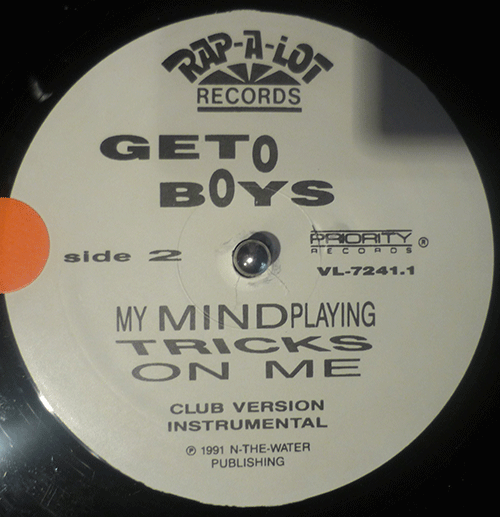 RAP-A-LOT
RECORDS
GETO
BOYS
side 2
PRIORITY ®
RECORDS
VL-7241.1
MY MIND PLAYING
TRICKS
ON ME
CLUB VERSION
INSTRUMENTAL
℗ 1991 N-THE-WATER
PUBLISHING